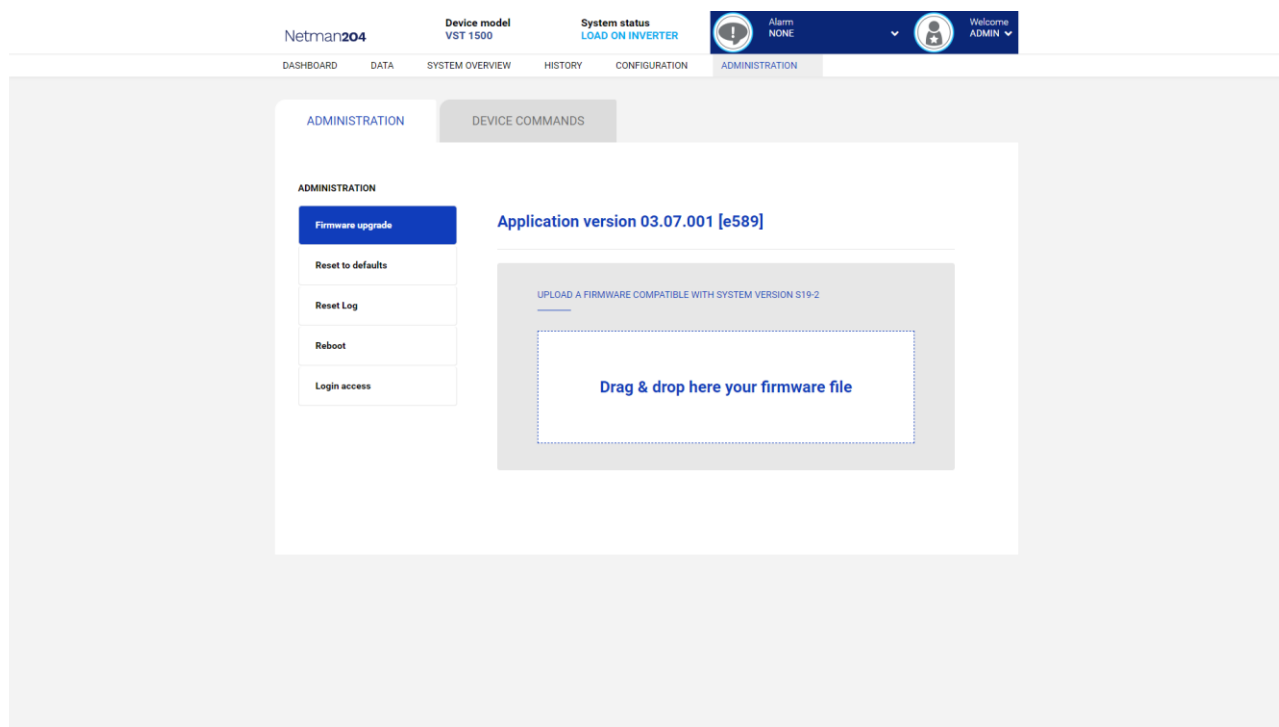 Netman204
Device model
VST 1500
System status
LOAD ON INVERTER
Alarm
NONE
Welcome
ADMIN
DASHBOARD DATA SYSTEM OVERVIEW HISTORY CONFIGURATION ADMINISTRATION
ADMINISTRATION DEVICE COMMANDS
ADMINISTRATION
Firmware upgrade
Reset to defaults
Reset Log
Reboot
Login access
Application version 03.07.001 [e589]
UPLOAD A FIRMWARE COMPATIBLE WITH SYSTEM VERSION S19-2
Drag & drop here your firmware file